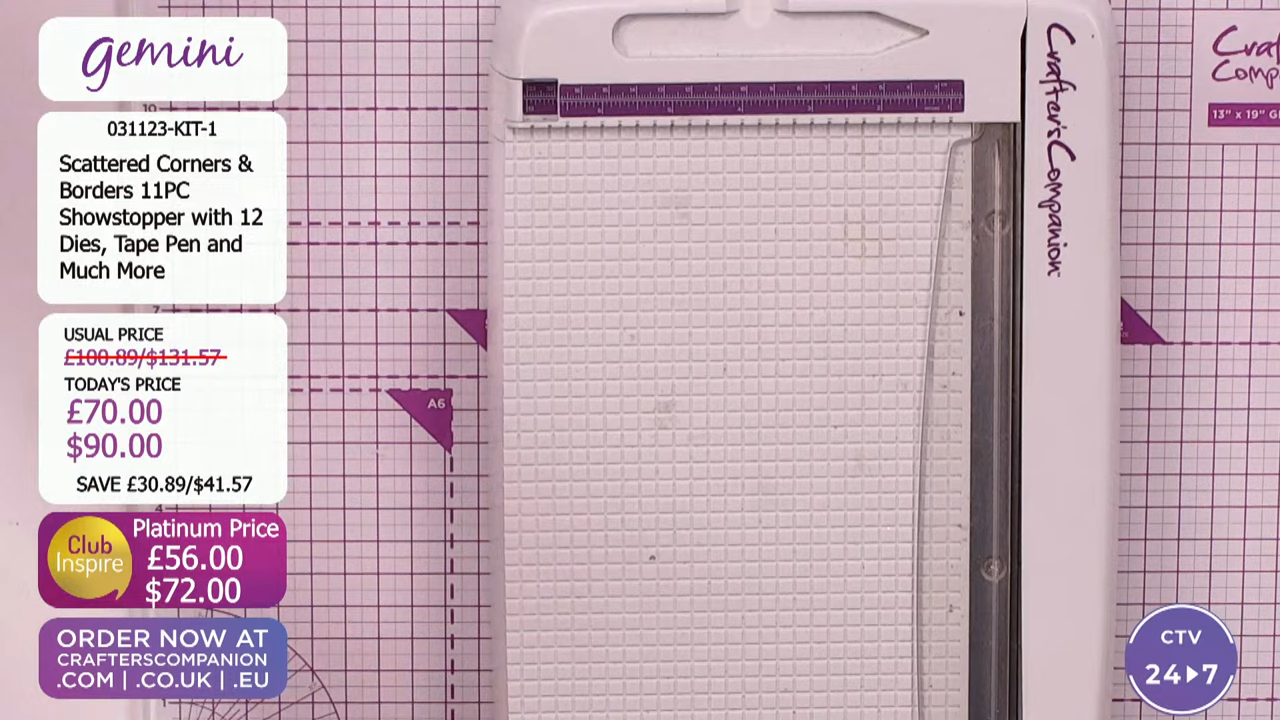 gemini
031123-KIT-1
Scattered Corners &
Borders 11PC
Showstopper with 12
Dies, Tape Pen and
Much More
USUAL PRICE
£100.89/$131.57
TODAY'S PRICE
£70.00
$90.00
SAVE £30.89/$41.57
Club
Inspire
Platinum Price
£56.00
$72.00
ORDER NOW AT
CRAFTERSCOMPANION
.COM | .CO.UK | .EU
10
7
A6
4
1
Crafter's Companion
13" x 19"
CTV
24 7